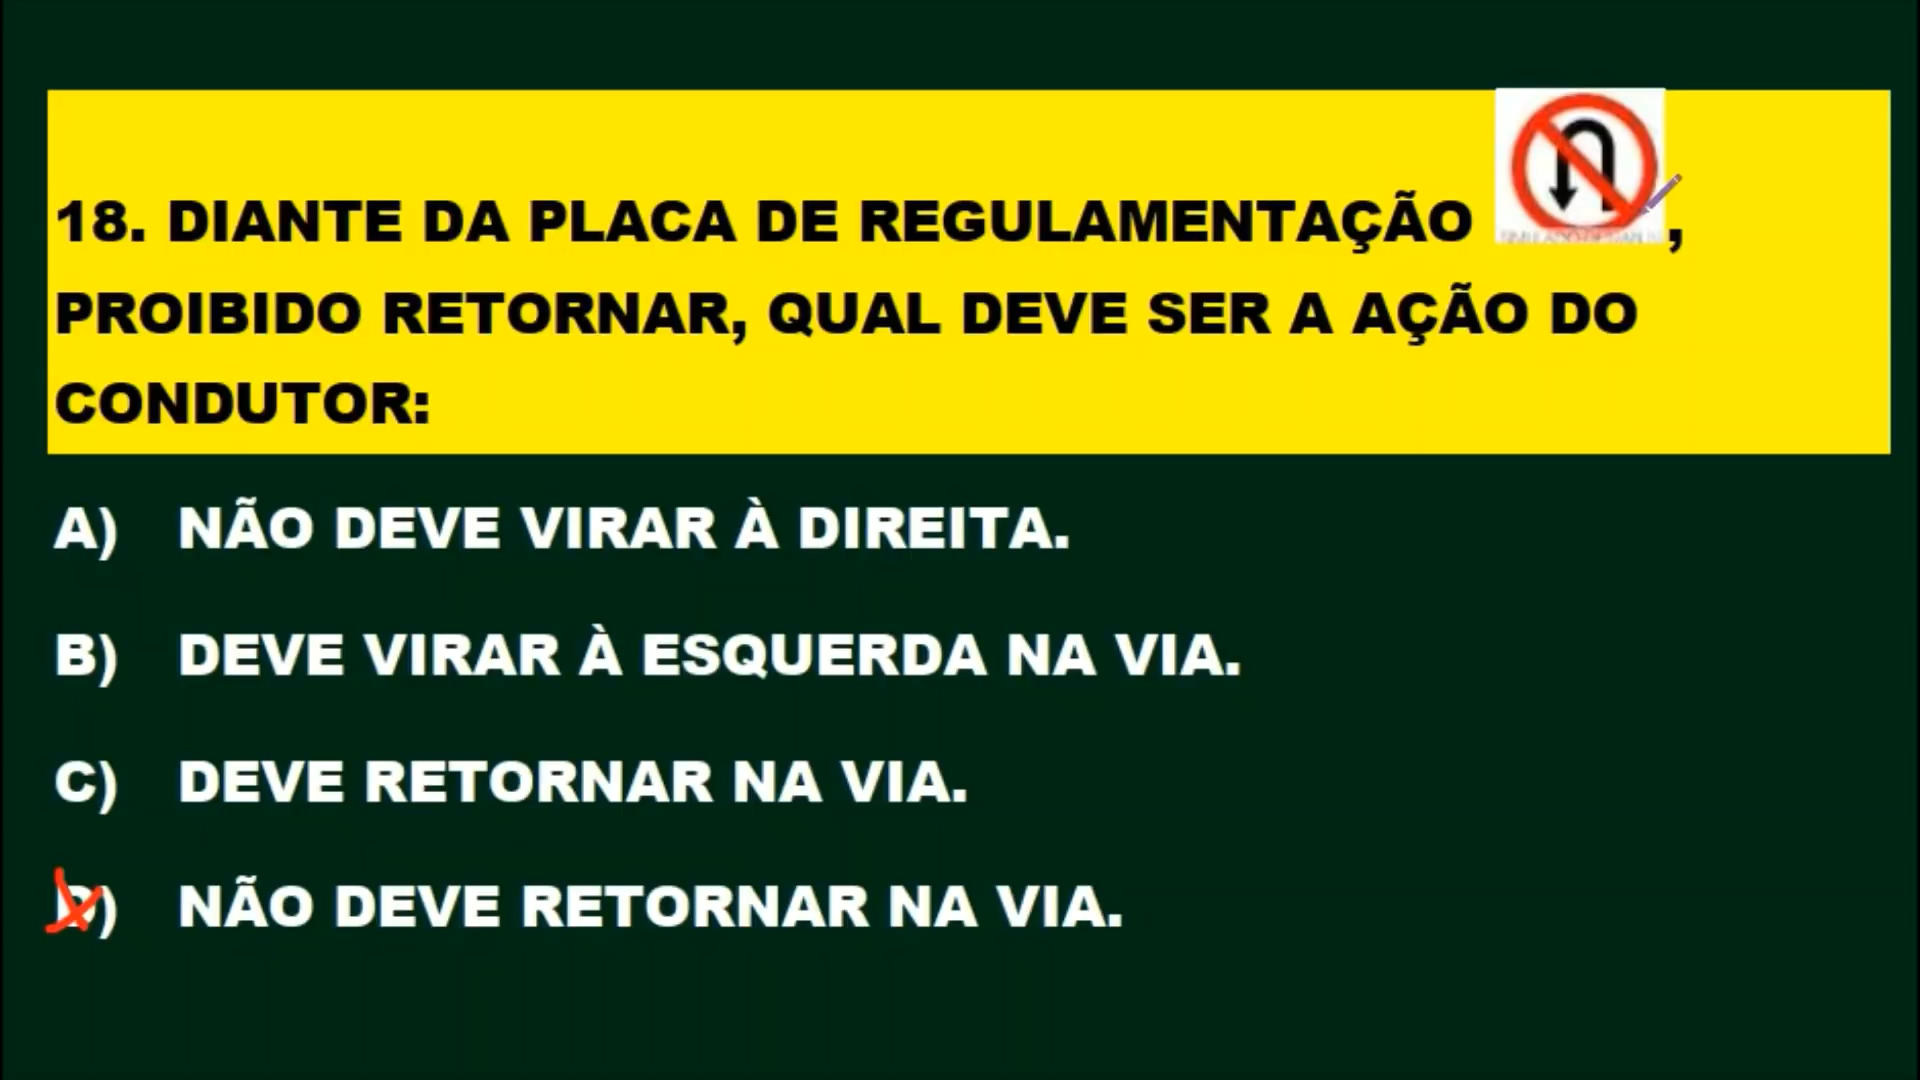 18. DIANTE DA PLACA DE REGULAMENTAÇÃO ,
PROIBIDO RETORNAR, QUAL DEVE SER A AÇÃO DO
CONDUTOR:
A) NÃO DEVE VIRAR À DIREITA.
B) DEVE VIRAR À ESQUERDA NA VIA.
C) DEVE RETORNAR NA VIA.
D) NÃO DEVE RETORNAR NA VIA.